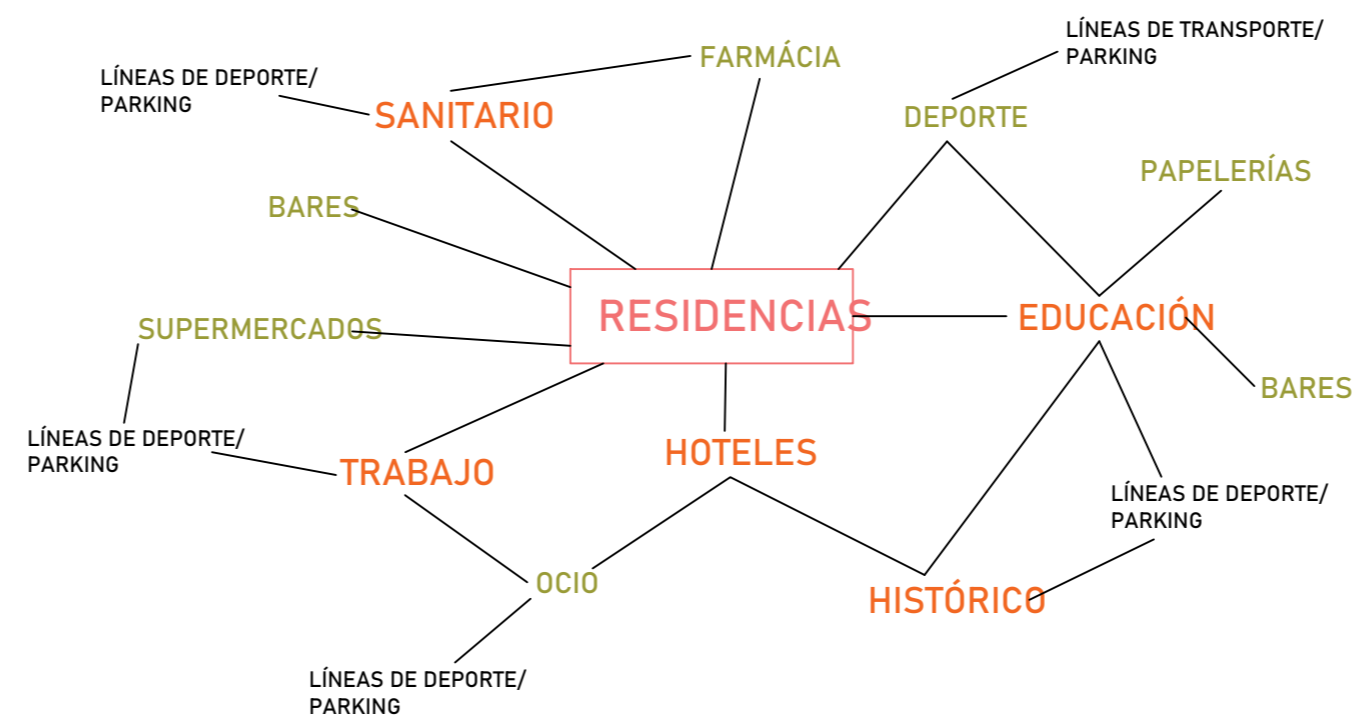 LÍNEAS DE TRANSPORTE/
PARKING
FARMÁCIA
LÍNEAS DE DEPORTE/
PARKING
SANITARIO
DEPORTE
PAPELERÍAS
BARES
RESIDENCIAS
EDUCACIÓN
SUPERMERCADOS
BARES
LÍNEAS DE DEPORTE/
PARKING
HOTELES
TRABAJO
LÍNEAS DE DEPORTE/
PARKING
OCIO
HISTÓRICO
LÍNEAS DE DEPORTE/
PARKING